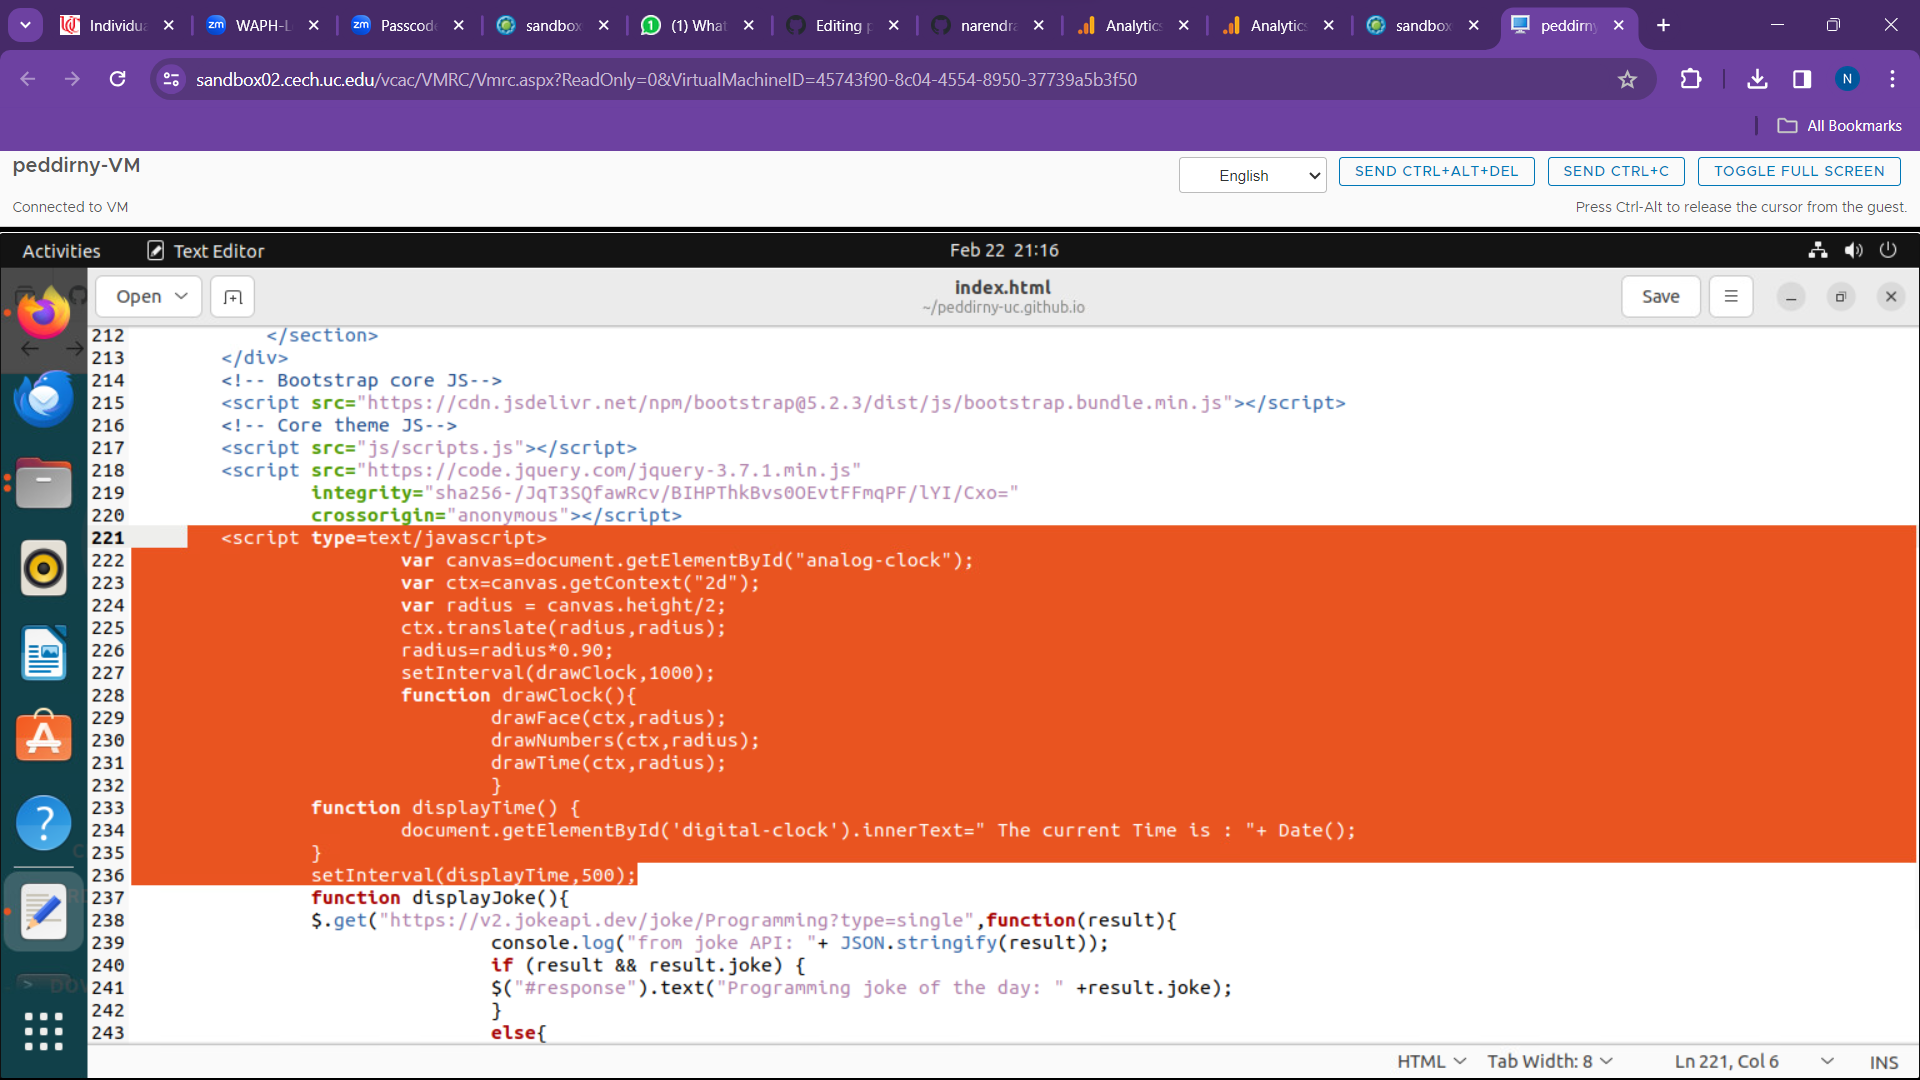 Individua
WAPH-L
Passcode
sandbox
(1) What
Editing p
narendra
Analytics
Analytics
sandbox
peddirny
sandbox02.cech.uc.edu/vcac/VMRC/Vmrc.aspx?ReadOnly=0&VirtualMachineID=45743f90-8c04-4554-8950-37739a5b3f50
N
All Bookmarks
peddirny-VM
English
SEND CTRL+ALT+DEL
SEND CTRL+C
TOGGLE FULL SCREEN
Connected to VM
Press Ctrl-Alt to release the cursor from the guest.
Activities
Text Editor
Feb 22 21:16
Open
index.html
~/peddirny-uc.github.io
Save
212 </section>
213 </div>
214 <!-- Bootstrap core JS-->
215 <script src="https://cdn.jsdelivr.net/npm/bootstrap@5.2.3/dist/js/bootstrap.bundle.min.js"></script>
216 <!-- Core theme JS-->
217 <script src="js/scripts.js"></script>
218 <script src="https://code.jquery.com/jquery-3.7.1.min.js"
219 integrity="sha256-/JqT3SQfawRcv/BIHPThkBvs0OEvtFFmqPF/lYI/Cxo="
220 crossorigin="anonymous"></script>
221 <script type=text/javascript>
222 var canvas=document.getElementById("analog-clock");
223 var ctx=canvas.getContext("2d");
224 var radius = canvas.height/2;
225 ctx.translate(radius,radius);
226 radius=radius*0.90;
227 setInterval(drawClock,1000);
228 function drawClock(){
229 drawFace(ctx,radius);
230 drawNumbers(ctx,radius);
231 drawTime(ctx,radius);
232 }
233 function displayTime() {
234 document.getElementById('digital-clock').innerText=" The current Time is : "+ Date();
235 }
236 setInterval(displayTime,500);
237 function displayJoke(){
238 $.get("https://v2.jokeapi.dev/joke/Programming?type=single",function(result){
239 console.log("from joke API: "+ JSON.stringify(result));
240 if (result && result.joke) {
241 $("#response").text("Programming joke of the day: " +result.joke);
242 }
243 else{
HTML
Tab Width: 8
Ln 221, Col 6
INS